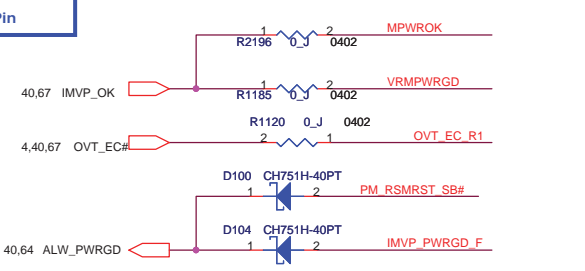 Pin
1 2 MPWROK
R2196 0_J 0402
1 2 VRMPWRGD
40,67 IMVP_OK
R1185 0_J 0402
R1120 0_J 0402
2 1 OVT_EC_R1
4,40,67 OVT_EC#
D100 CH751H-40PT
1 2 PM_RSMRST_SB#
D104 CH751H-40PT
40,64 ALW_PWRGD 1 2 IMVP_PWRGD_F